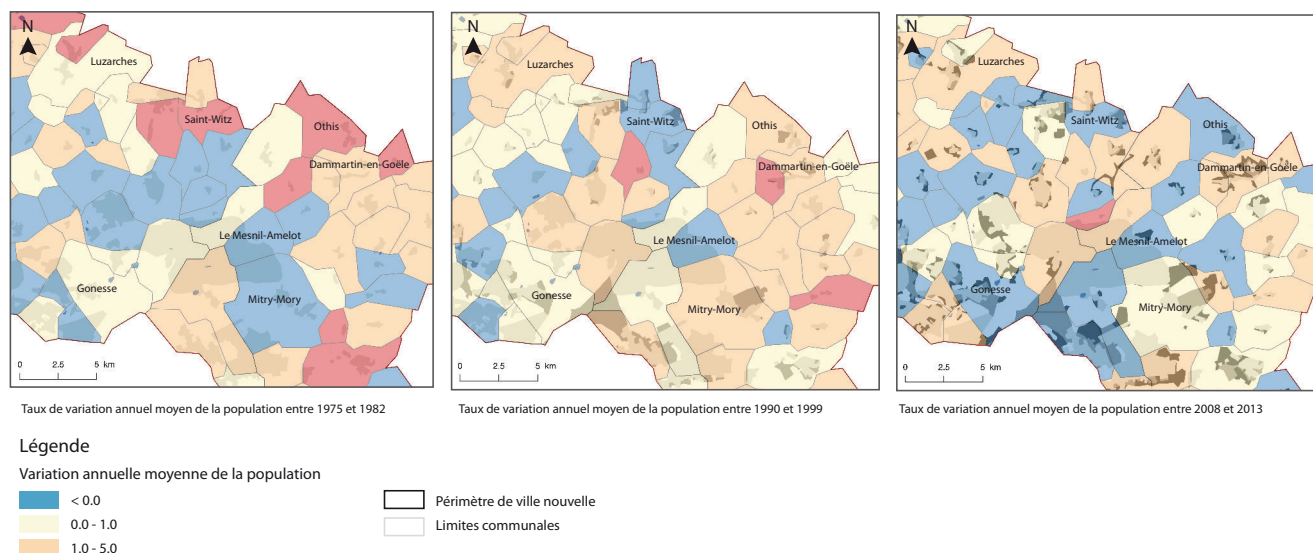 N
Luzarches
Saint-Witz
Othis
Dammartin-en-Goële
Le Mesnil-Amelot
Gonesse
Mitry-Mory
0 2.5 5 km
Taux de variation annuel moyen de la population entre 1975 et 1982
N
Luzarches
Saint-Witz
Othis
Dammartin-en-Goële
Le Mesnil-Amelot
Gonesse
Mitry-Mory
0 2.5 5 km
Taux de variation annuel moyen de la population entre 1990 et 1999
N
Luzarches
Saint-Witz
Othis
Dammartin-en-Goële
Le Mesnil-Amelot
Gonesse
Mitry-Mory
0 2.5 5 km
Taux de variation annuel moyen de la population entre 2008 et 2013
Légende
Variation annuelle moyenne de la population
< 0.0
0.0 - 1.0
1.0 - 5.0
Périmètre de ville nouvelle
Limites communales